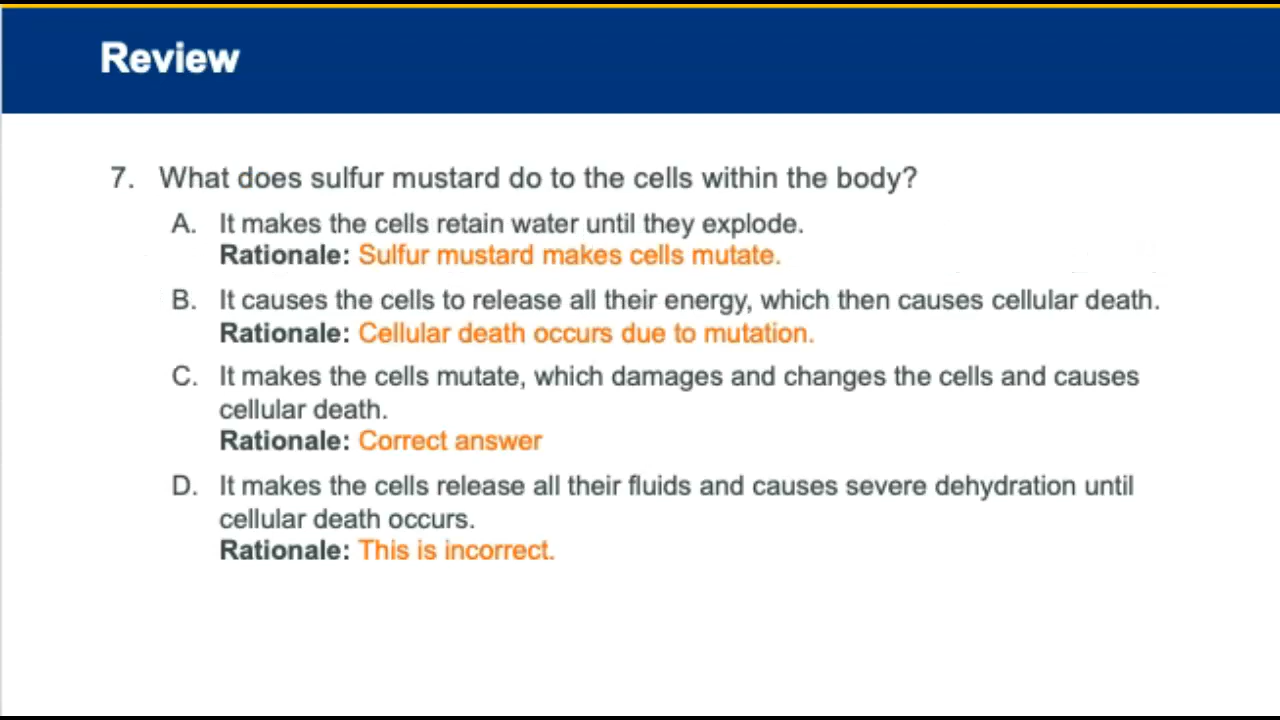 Review
7. What does sulfur mustard do to the cells within the body?
A. It makes the cells retain water until they explode.
Rationale: Sulfur mustard makes cells mutate.
B. It causes the cells to release all their energy, which then causes cellular death.
Rationale: Cellular death occurs due to mutation.
C. It makes the cells mutate, which damages and changes the cells and causes
cellular death.
Rationale: Correct answer
D. It makes the cells release all their fluids and causes severe dehydration until
cellular death occurs.
Rationale: This is incorrect.